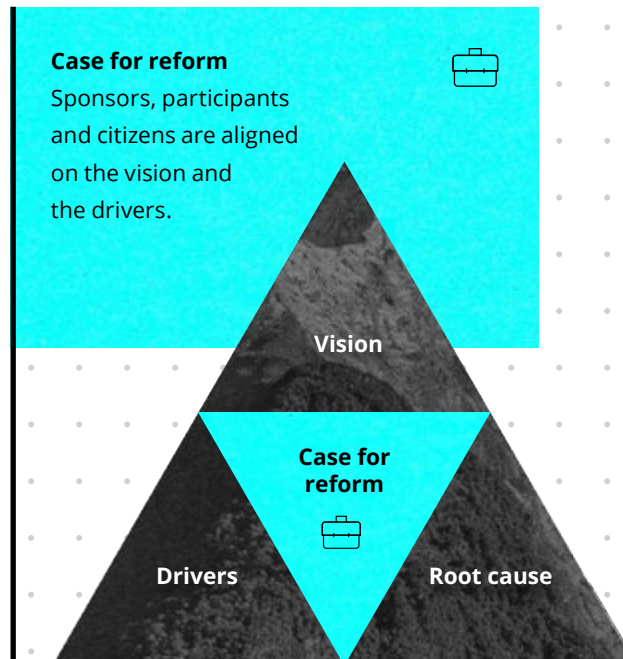 Case for reform
Sponsors, participants
and citizens are aligned
on the vision and
the drivers.
Vision
Case for
reform
Drivers
Root cause